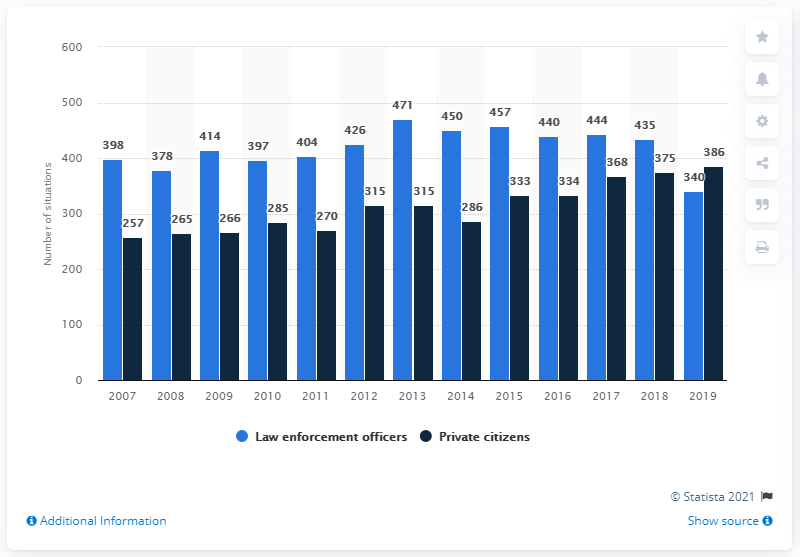 600
500
400
300
200
100
0
Number of situations
398 378 414 397 404 426 471 450 457 440 444 435 340
257 265 266 285 270 315 315 286 333 334 368 375 386
2007 2008 2009 2010 2011 2012 2013 2014 2015 2016 2017 2018 2019
Law enforcement officers Private citizens
© Statista 2021
Additional Information Show source